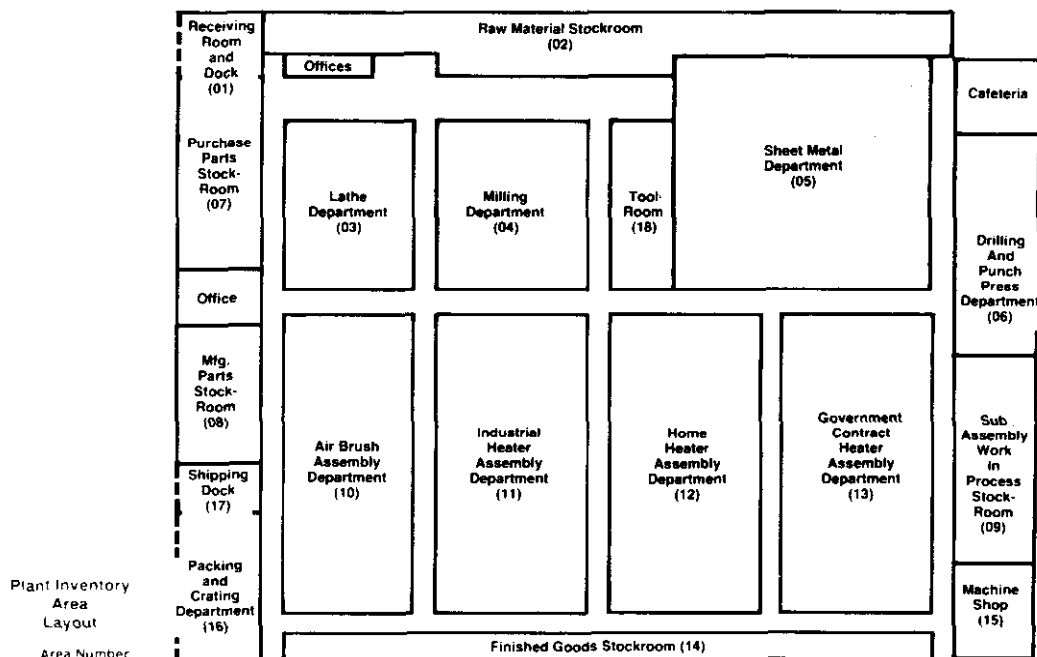 Receiving
Room
and
Dock
(01)
Raw Material Stockroom
(02)
Offices
Cafeteria
Purchase
Parts
Stock-
Room
(07)
Lathe
Department
(03)
Milling
Department
(04)
Tool-
Room
(18)
Sheet Metal
Department
(05)
Drilling
And
Punch
Press
Department
(06)
Office
Mfg.
Parts
Stock-
Room
(08)
Air Brush
Assembly
Department
(10)
Industrial
Heater
Assembly
Department
(11)
Home
Heater
Assembly
Department
(12)
Government
Contract
Heater
Assembly
Department
(13)
Sub
Assembly
Work
in
Process
Stock-
Room
(09)
Shipping
Dock
(17)
Packing
and
Crating
Department
(16)
Machine
Shop
(15)
Finished Goods Stockroom (14)
Plant Inventory
Area
Layout
Area Number